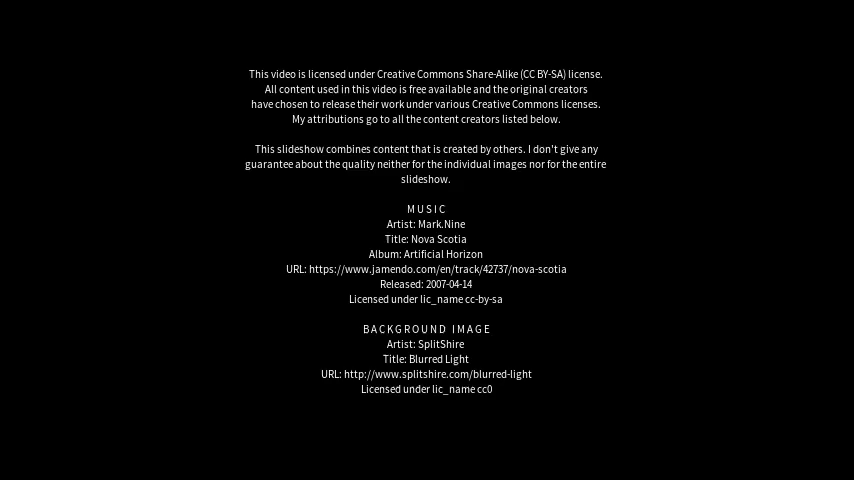 This video is licensed under Creative Commons Share-Alike (CC BY-SA) license.
All content used in this video is free available and the original creators
have chosen to release their work under various Creative Commons licenses.
My attributions go to all the content creators listed below.
This slideshow combines content that is created by others. I don't give any
guarantee about the quality neither for the individual images nor for the entire
slideshow.
MUSIC
Artist: Mark.Nine
Title: Nova Scotia
Album: Artificial Horizon
URL: https://www.jamendo.com/en/track/42737/nova-scotia
Released: 2007-04-14
Licensed under lic_name cc-by-sa
BACKGROUND IMAGE
Artist: SplitShire
Title: Blurred Light
URL: http://www.splitshire.com/blurred-light
Licensed under lic_name cc0